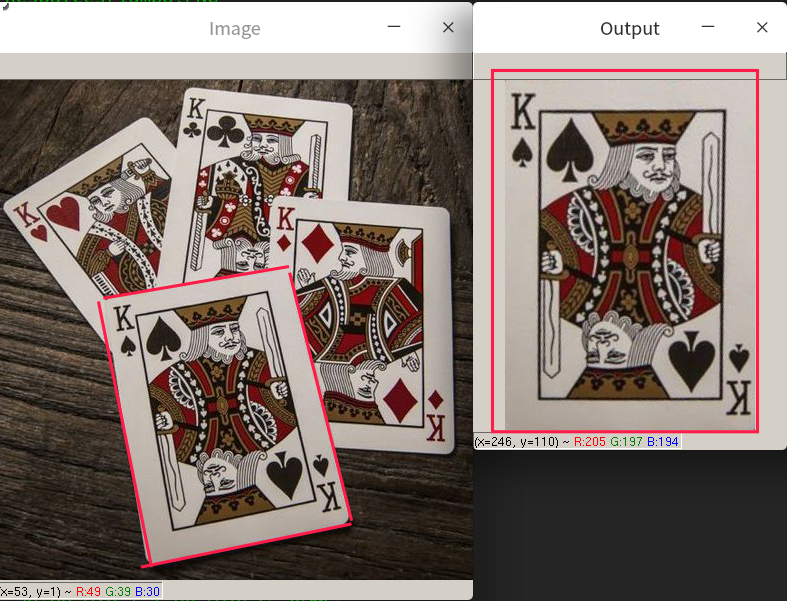 Image
Output
K
K
K
K
K
K
K
K
(x=246, y=110) ~ R:205 G:197 B:194
(x=53, y=1) ~ R:49 G:39 B:30